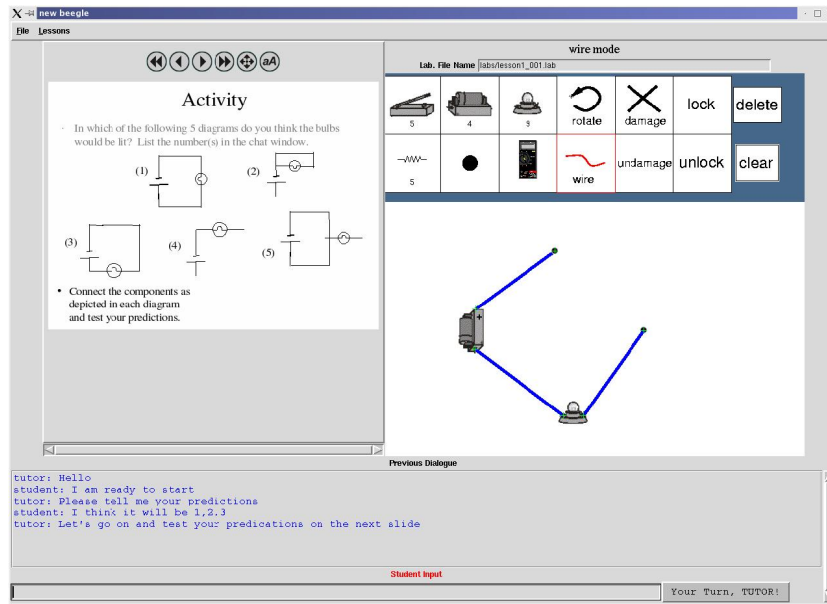 new beegle
File Lessons
aA
wire mode
Lab. File Name labs/lesson1_001.lab
Activity
- In which of the following 5 diagrams do you think the bulbs
would be lit? List the number(s) in the chat window.
(1)
(2)
(3)
(4)
(5)
• Connect the components as
depicted in each diagram
and test your predictions.
5
4
9
rotate
damage
lock
delete
5
wire
undamage
unlock
clear
+
Previous Dialogue
tutor: Hello
student: I am ready to start
tutor: Please tell me your predictions
student: I think it will be 1,2.3
tutor: Let's go on and test your predications on the next slide
Student Input
Your Turn, TUTOR!